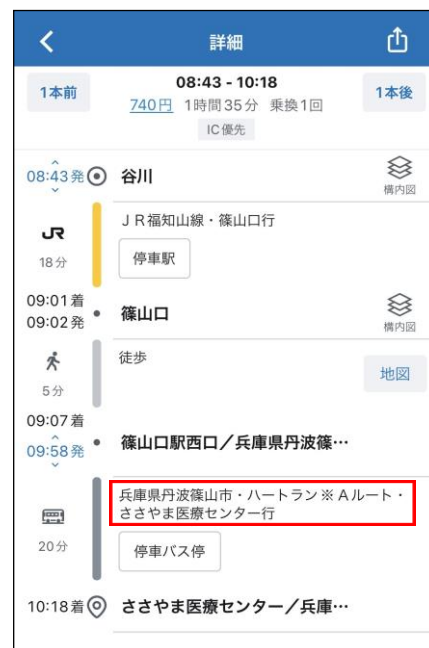 詳細
1本前
08:43 - 10:18
1本後
740円 1時間35分 乗換1回
IC優先
08:43発 谷川
構内図
JR福知山線・篠山口行
JR
18分
停車駅
09:01着
09:02発
篠山口
構内図
徒歩
5分
地図
09:07着
09:58発
篠山口駅西口/兵庫県丹波篠…
兵庫県丹波篠山市・ハートラン※Aルート・
ささやま医療センター行
20分
停車バス停
10:18着 ささやま医療センター/兵庫…